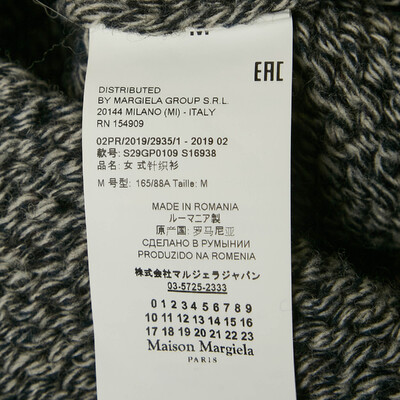 M
EAC
DISTRIBUTED
BY MARGIELA GROUP S.R.L
20144 MILANO (MI) - ITALY
RN 154909
02PR/2019/2935/1 - 2019 02
款号: S29GP0109 S16938
品名: 女 式针织衫
M 号型: 165/88A Taille: M
MADE IN ROMANIA
ルーマニア製
原产国: 罗马尼亚
СДЕЛАНО В РУМЫНИИ
PRODUZIDO NA ROMENIA
株式会社マルジェラジャパン
03-5725-2333
0 1 2 3 4 5 6 7 8 9
10 11 12 13 14 15 16
17 18 19 20 21 22 23
Maison Margiela
PARIS